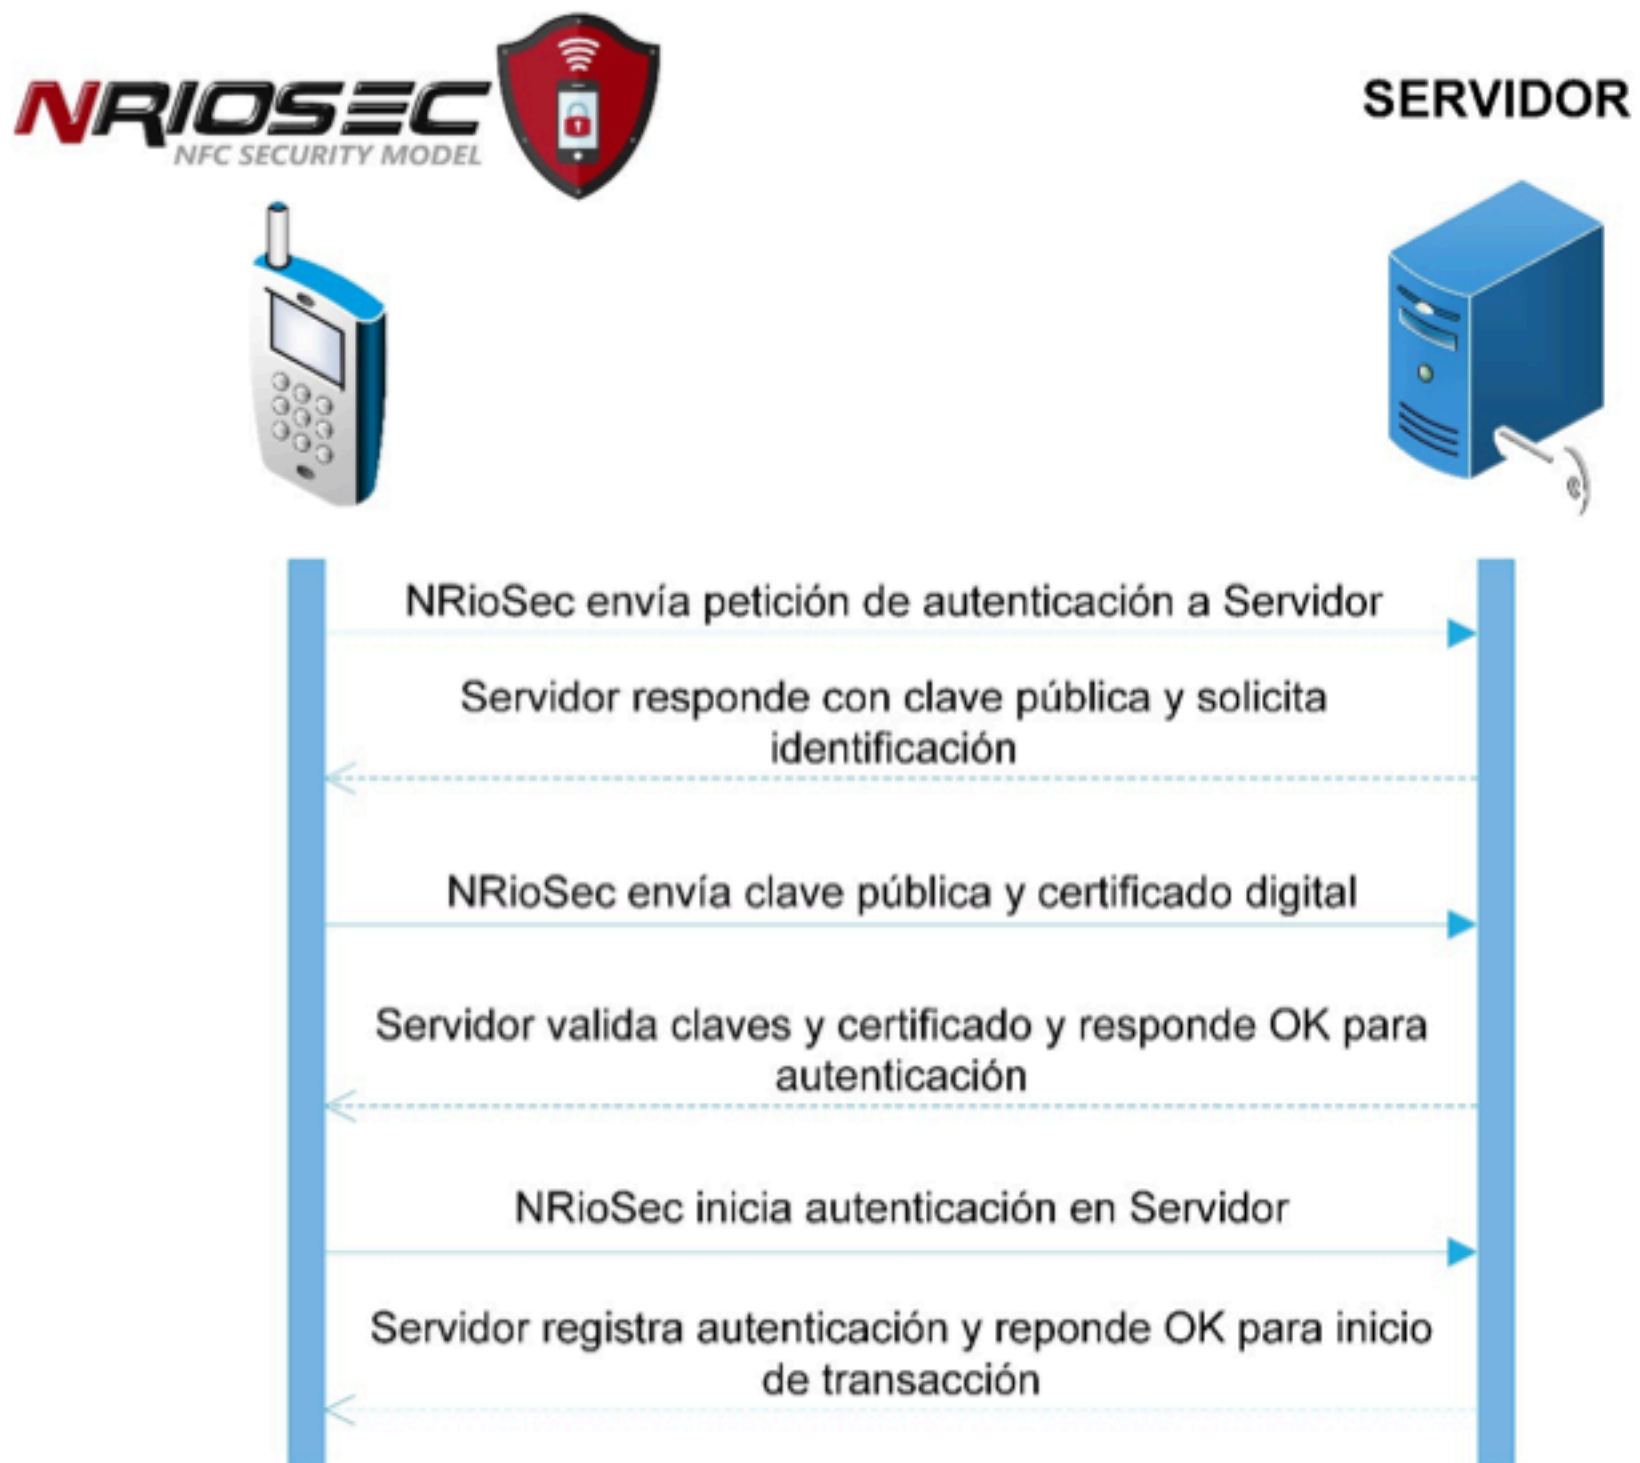 NRIOSEC
NFC SECURITY MODEL
SERVIDOR
NRioSec envía petición de autenticación a Servidor
Servidor responde con clave pública y solicita
identificación
NRioSec envía clave pública y certificado digital
Servidor valida claves y certificado y responde OK para
autenticación
NRioSec inicia autenticación en Servidor
Servidor registra autenticación y reponde OK para inicio
de transacción